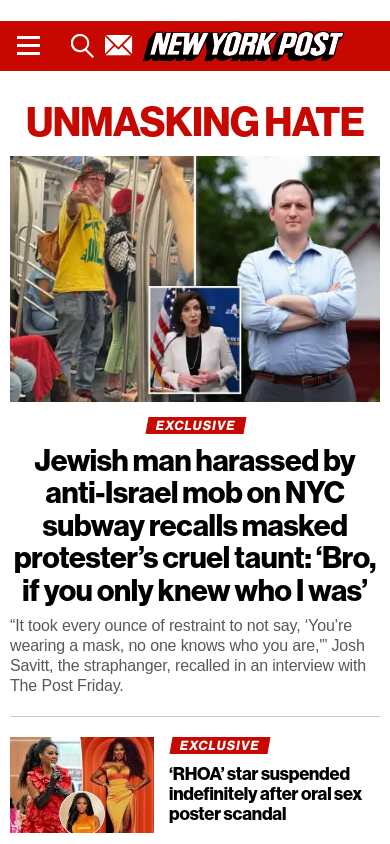 NEW YORK POST
UNMASKING HATE
EXCLUSIVE
Jewish man harassed by
anti-Israel mob on NYC
subway recalls masked
protester’s cruel taunt: ‘Bro,
if you only knew who I was’
“It took every ounce of restraint to not say, ‘You’re
wearing a mask, no one knows who you are,’” Josh
Savitt, the straphanger, recalled in an interview with
The Post Friday.
EXCLUSIVE
‘RHOA’ star suspended
indefinitely after oral sex
poster scandal